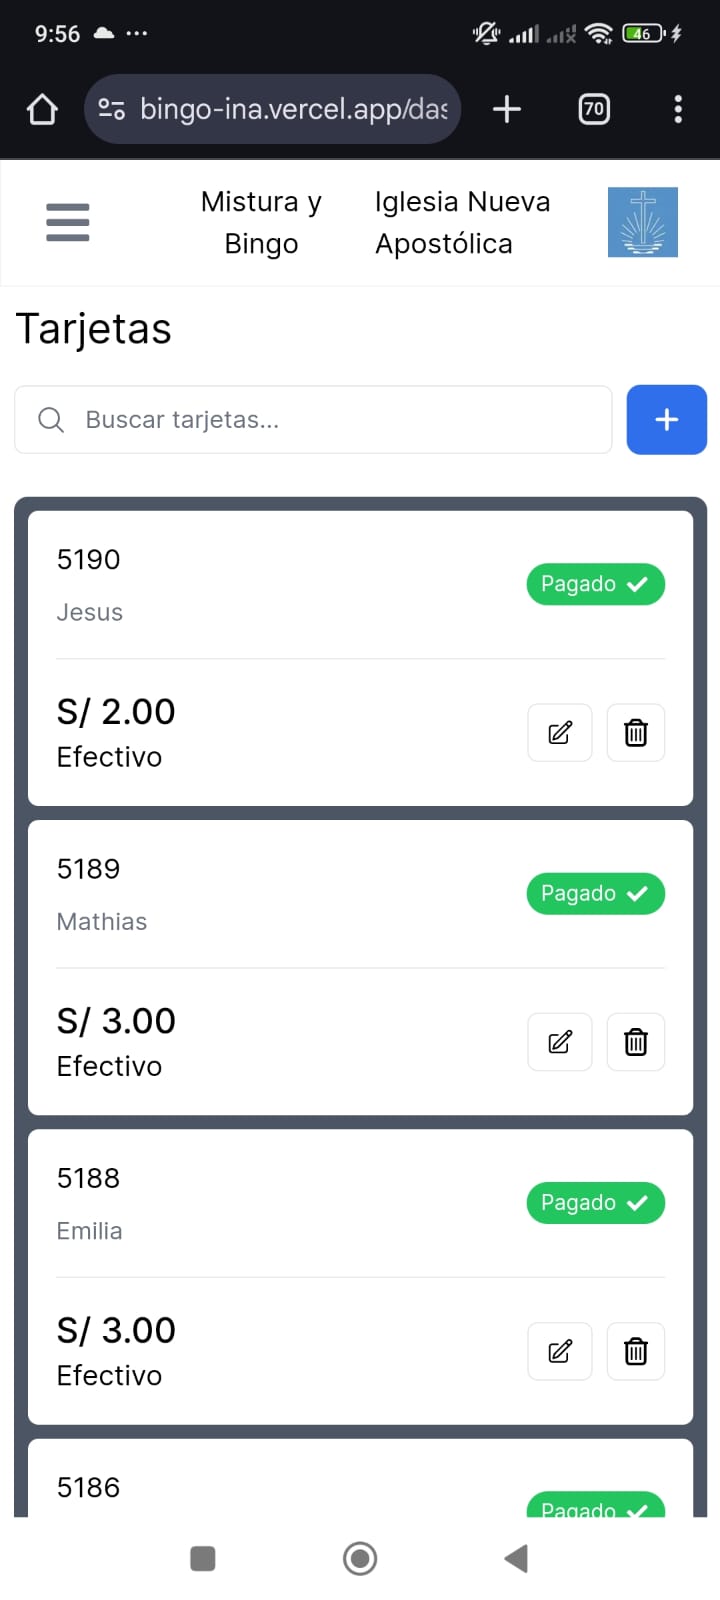 9:56
46
bingo-ina.vercel.app/das
70
Mistura y
Bingo
Iglesia Nueva
Apostólica
Tarjetas
Buscar tarjetas...
5190
Pagado
Jesus
S/ 2.00
Efectivo
5189
Pagado
Mathias
S/ 3.00
Efectivo
5188
Pagado
Emilia
S/ 3.00
Efectivo
5186
Pagado